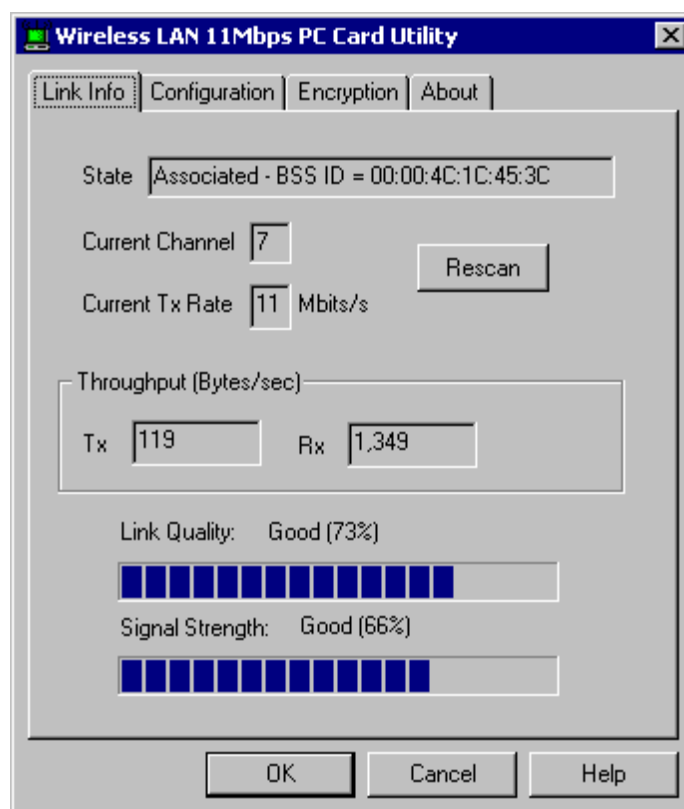 Wireless LAN 11Mbps PC Card Utility
Link Info Configuration Encryption About
State Associated - BSS ID = 00:00:4C:1C:45:3C
Current Channel 7
Rescan
Current Tx Rate 11 Mbits/s
Throughput (Bytes/sec)
Tx 119 Rx 1,349
Link Quality: Good (73%)
Signal Strength: Good (66%)
OK Cancel Help